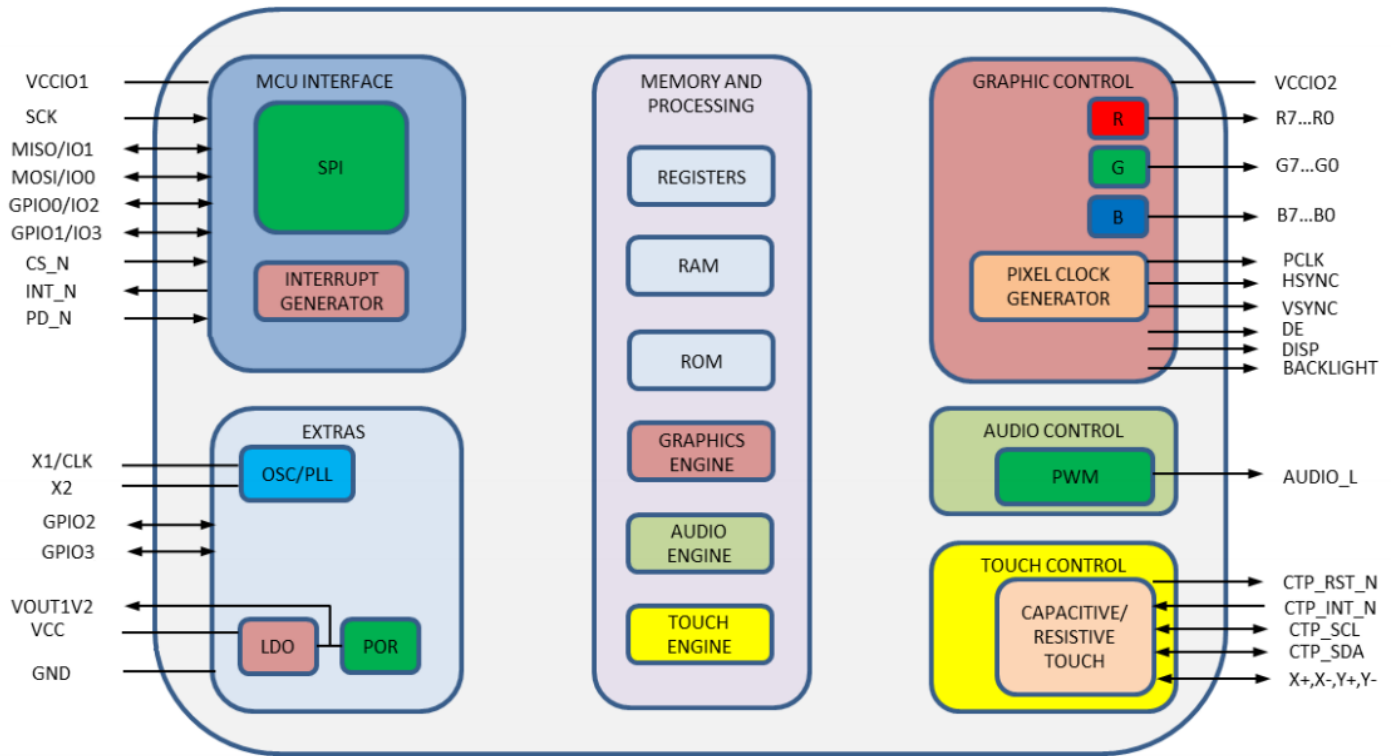 VCCIO1
SCK
MISO/IO1
MOSI/IO0
GPIO0/IO2
GPIO1/IO3
CS_N
INT_N
PD_N
MCU INTERFACE
SPI
INTERRUPT
GENERATOR
X1/CLK
X2
GPIO2
GPIO3
VOUT1V2
VCC
GND
EXTRAS
OSC/PLL
LDO
POR
MEMORY AND
PROCESSING
REGISTERS
RAM
ROM
GRAPHICS
ENGINE
AUDIO
ENGINE
TOUCH
ENGINE
GRAPHIC CONTROL
R
G
B
PIXEL CLOCK
GENERATOR
VCCIO2
R7...R0
G7...G0
B7...B0
PCLK
HSYNC
VSYNC
DE
DISP
BACKLIGHT
AUDIO CONTROL
PWM
AUDIO_L
TOUCH CONTROL
CAPACITIVE/
RESISTIVE
TOUCH
CTP_RST_N
CTP_INT_N
CTP_SCL
CTP_SDA
X+,X-,Y+,Y-